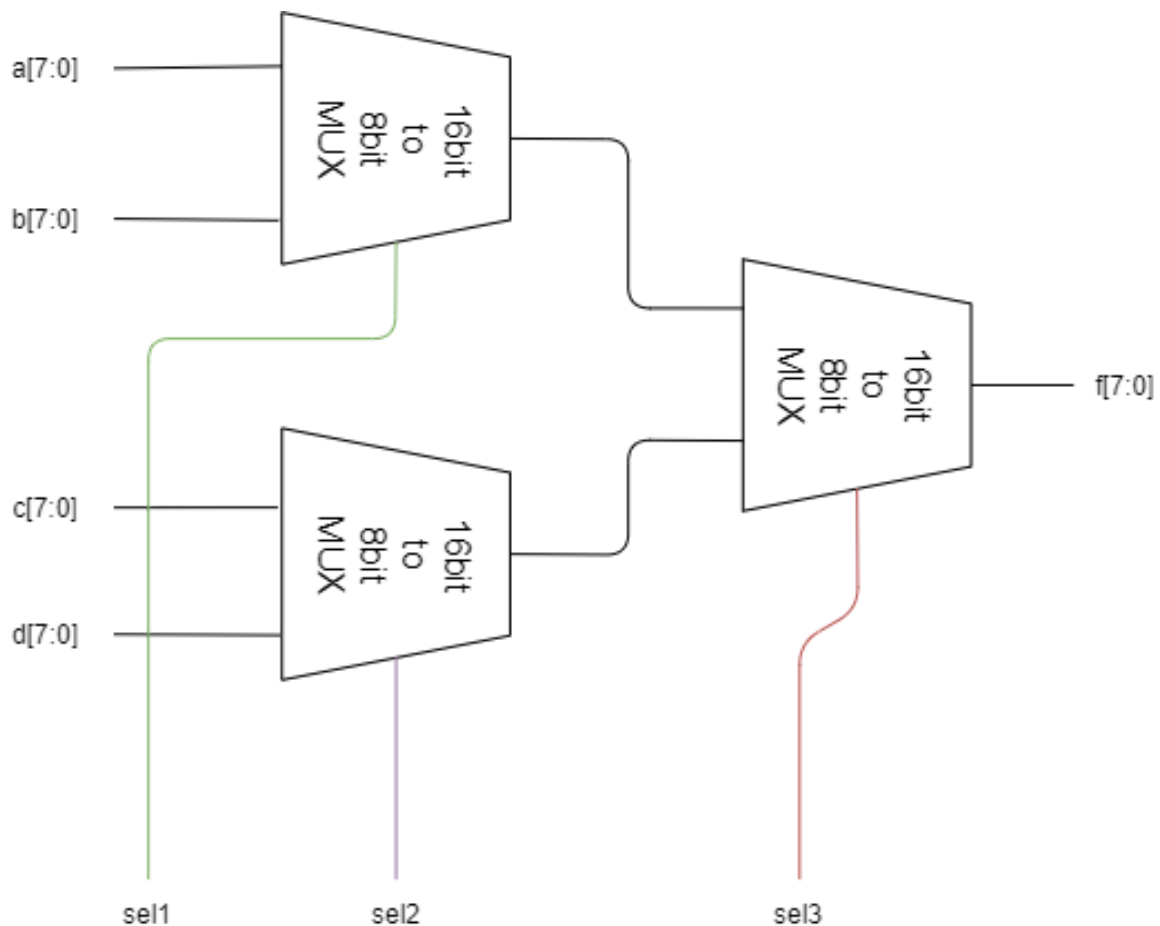 a[7:0]
b[7:0]
16bit
to
8bit
MUX
c[7:0]
d[7:0]
16bit
to
8bit
MUX
16bit
to
8bit
MUX
f[7:0]
sel1
sel2
sel3